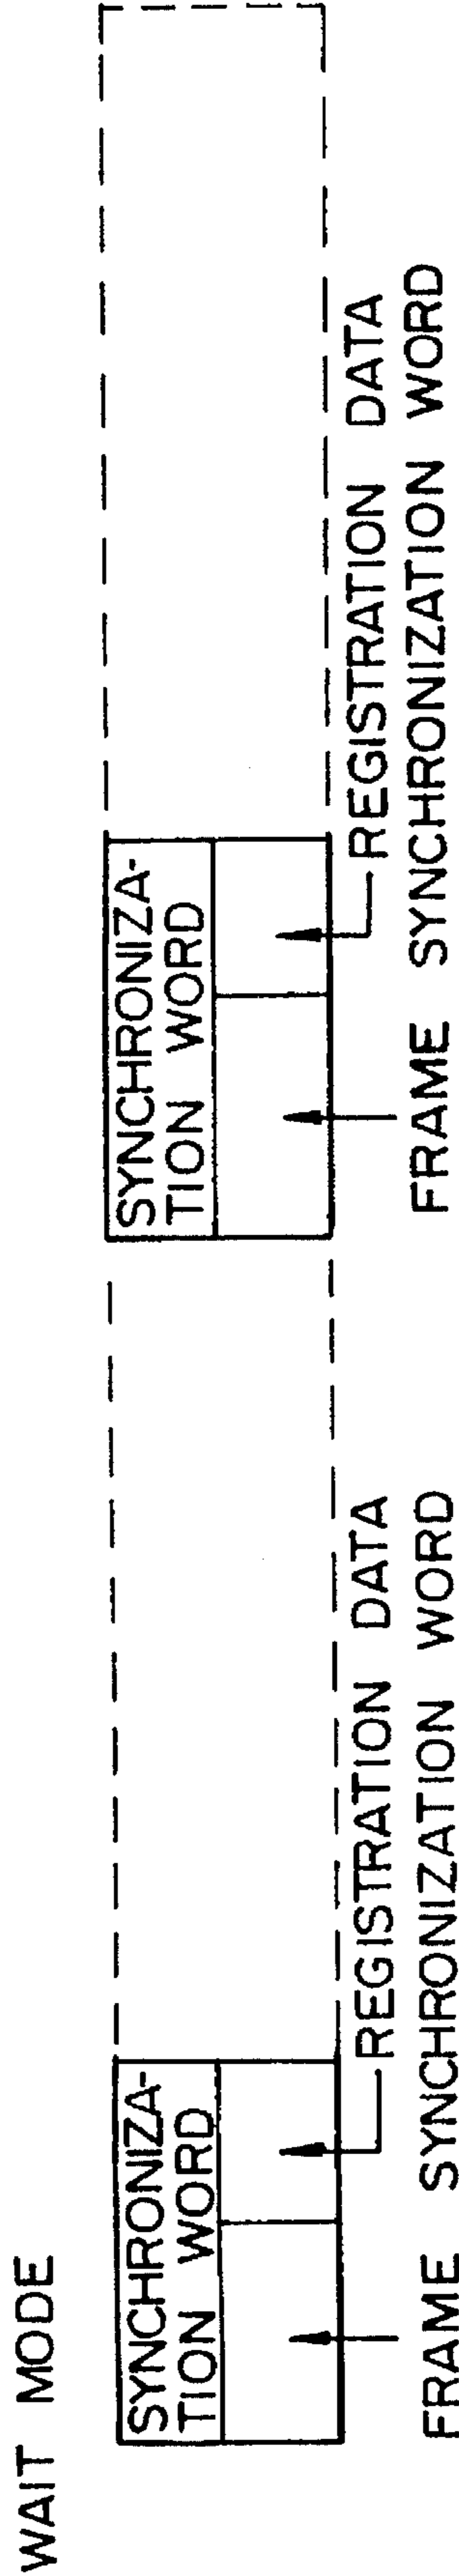 WAIT MODE
SYNCHRONIZA-
TION WORD
REGISTRATION DATA
FRAME SYNCHRONIZATION WORD
SYNCHRONIZA-
TION WORD
REGISTRATION DATA
FRAME SYNCHRONIZATION WORD